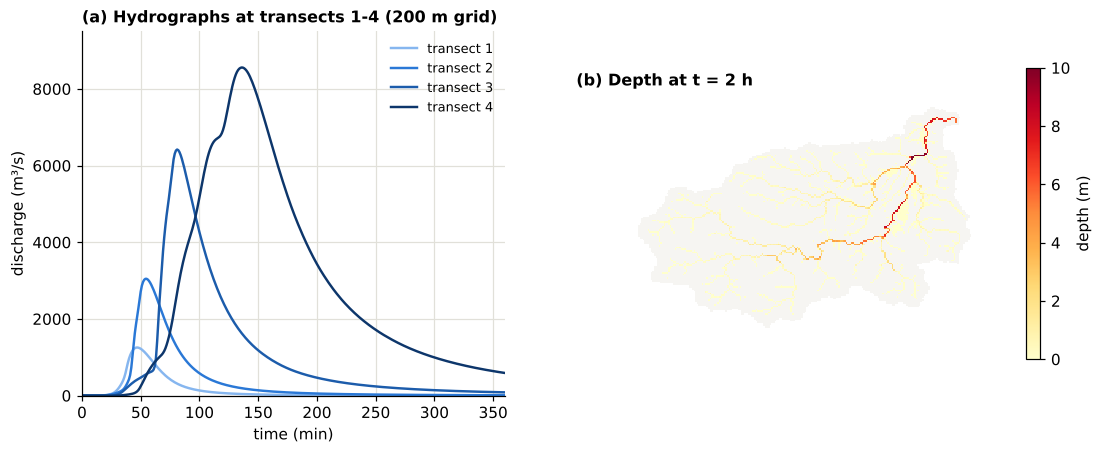 (a) Hydrographs at transects 1-4 (200 m grid)
transect 1
transect 2
transect 3
transect 4
8000
6000
4000
2000
0
discharge (m³/s)
0 50 100 150 200 250 300 350
time (min)
(b) Depth at t = 2 h
10
8
6
4
2
0
depth (m)